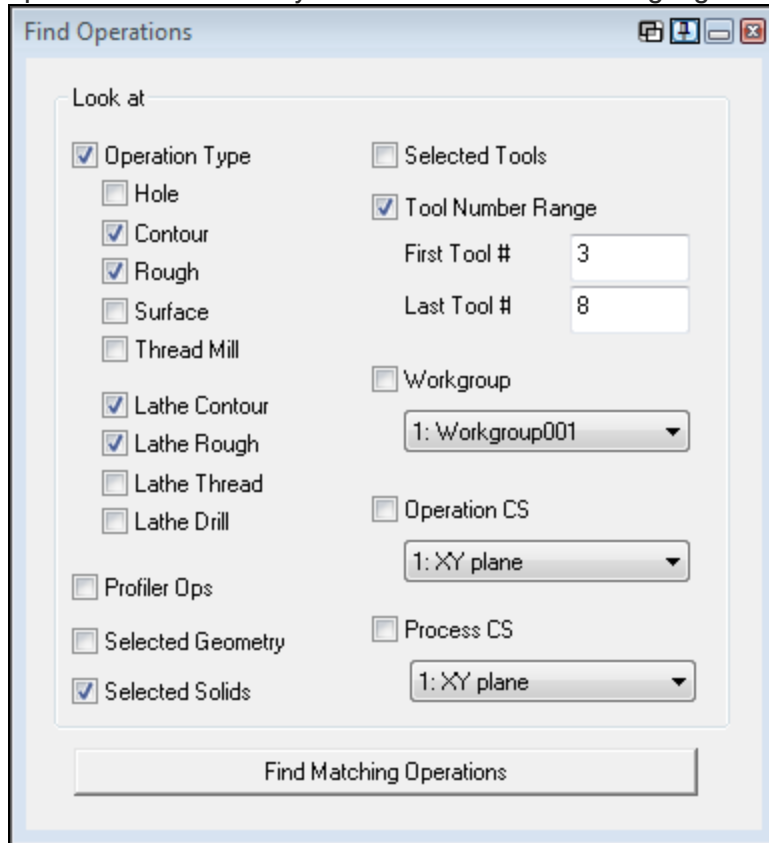 Find Operations
Look at
Operation Type
Hole
Contour
Rough
Surface
Thread Mill
Lathe Contour
Lathe Rough
Lathe Thread
Lathe Drill
Profiler Ops
Selected Geometry
Selected Solids
Selected Tools
Tool Number Range
First Tool # 3
Last Tool # 8
Workgroup
1: Workgroup001
Operation CS
1: XY plane
Process CS
1: XY plane
Find Matching Operations